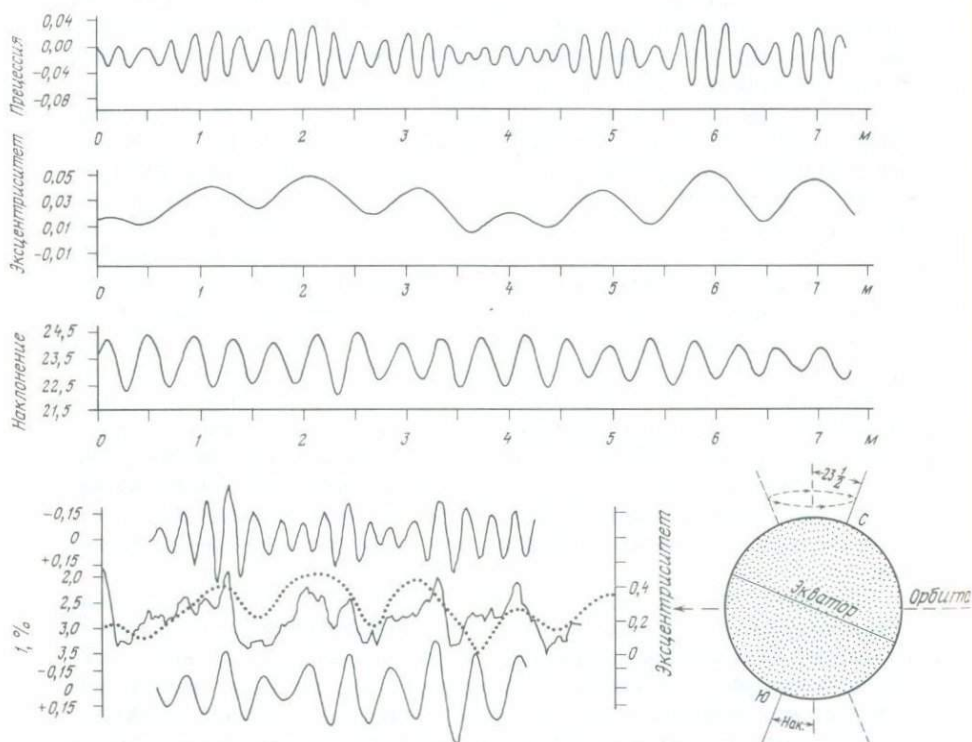 Прецессия
0,04
0,00
-0,04
-0,08
0 1 2 3 4 5 6 7 м
Эксцентриситет
0,05
0,03
0,01
-0,01
0 1 2 3 4 5 6 7 м
Наклонение
24,5
23,5
22,5
21,5
0 1 2 3 4 5 6 7 м
-0,15
0
+0,15
2,0
2,5
3,0
3,5
-0,15
0
+0,15
1, %
0,4
0,2
0
Эксцентриситет
23 1/2
С
Экватор
Орбита
Ю
Нак.